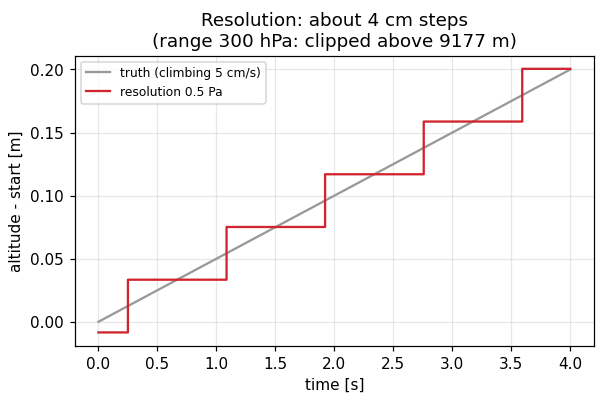 Resolution: about 4 cm steps
(range 300 hPa: clipped above 9177 m)
truth (climbing 5 cm/s)
resolution 0.5 Pa
altitude - start [m]
0.20
0.15
0.10
0.05
0.00
0.0 0.5 1.0 1.5 2.0 2.5 3.0 3.5 4.0
time [s]